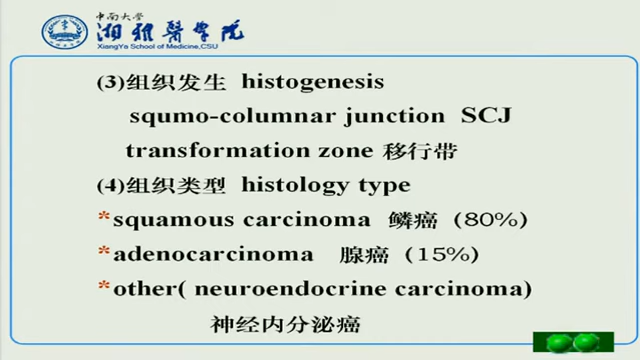 中南大学
湘雅醫学院
XiangYa School of Medicine,CSU
(3)组织发生 histogenesis
squmo-columnar junction SCJ
transformation zone 移行带
(4)组织类型 histology type
*squamous carcinoma 鳞癌 (80%)
*adenocarcinoma 腺癌 (15%)
*other( neuroendocrine carcinoma)
神经内分泌癌